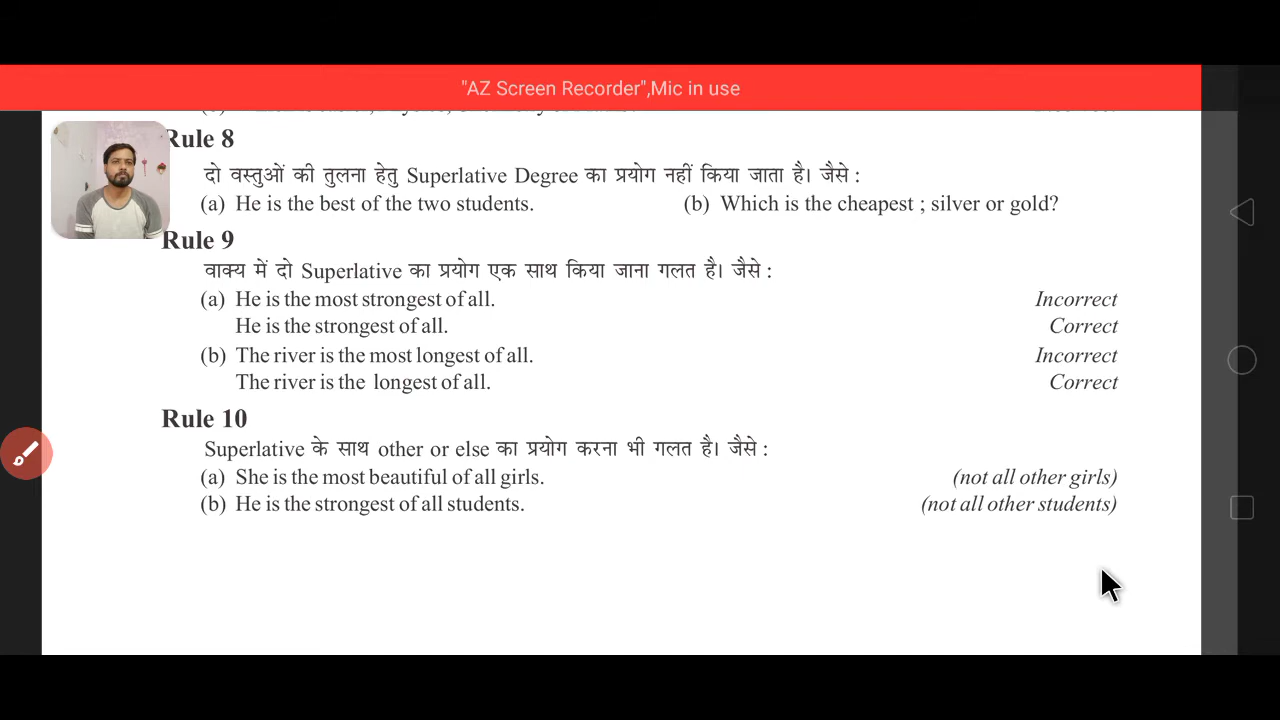 "AZ Screen Recorder",Mic in use
Rule 8
दो वस्तुओं की तुलना हेतु Superlative Degree का प्रयोग नहीं किया जाता है। जैसे :
(a) He is the best of the two students. (b) Which is the cheapest ; silver or gold?
Rule 9
वाक्य में दो Superlative का प्रयोग एक साथ किया जाना गलत है। जैसे :
(a) He is the most strongest of all. Incorrect
He is the strongest of all. Correct
(b) The river is the most longest of all. Incorrect
The river is the longest of all. Correct
Rule 10
Superlative के साथ other or else का प्रयोग करना भी गलत है। जैसे :
(a) She is the most beautiful of all girls. (not all other girls)
(b) He is the strongest of all students. (not all other students)